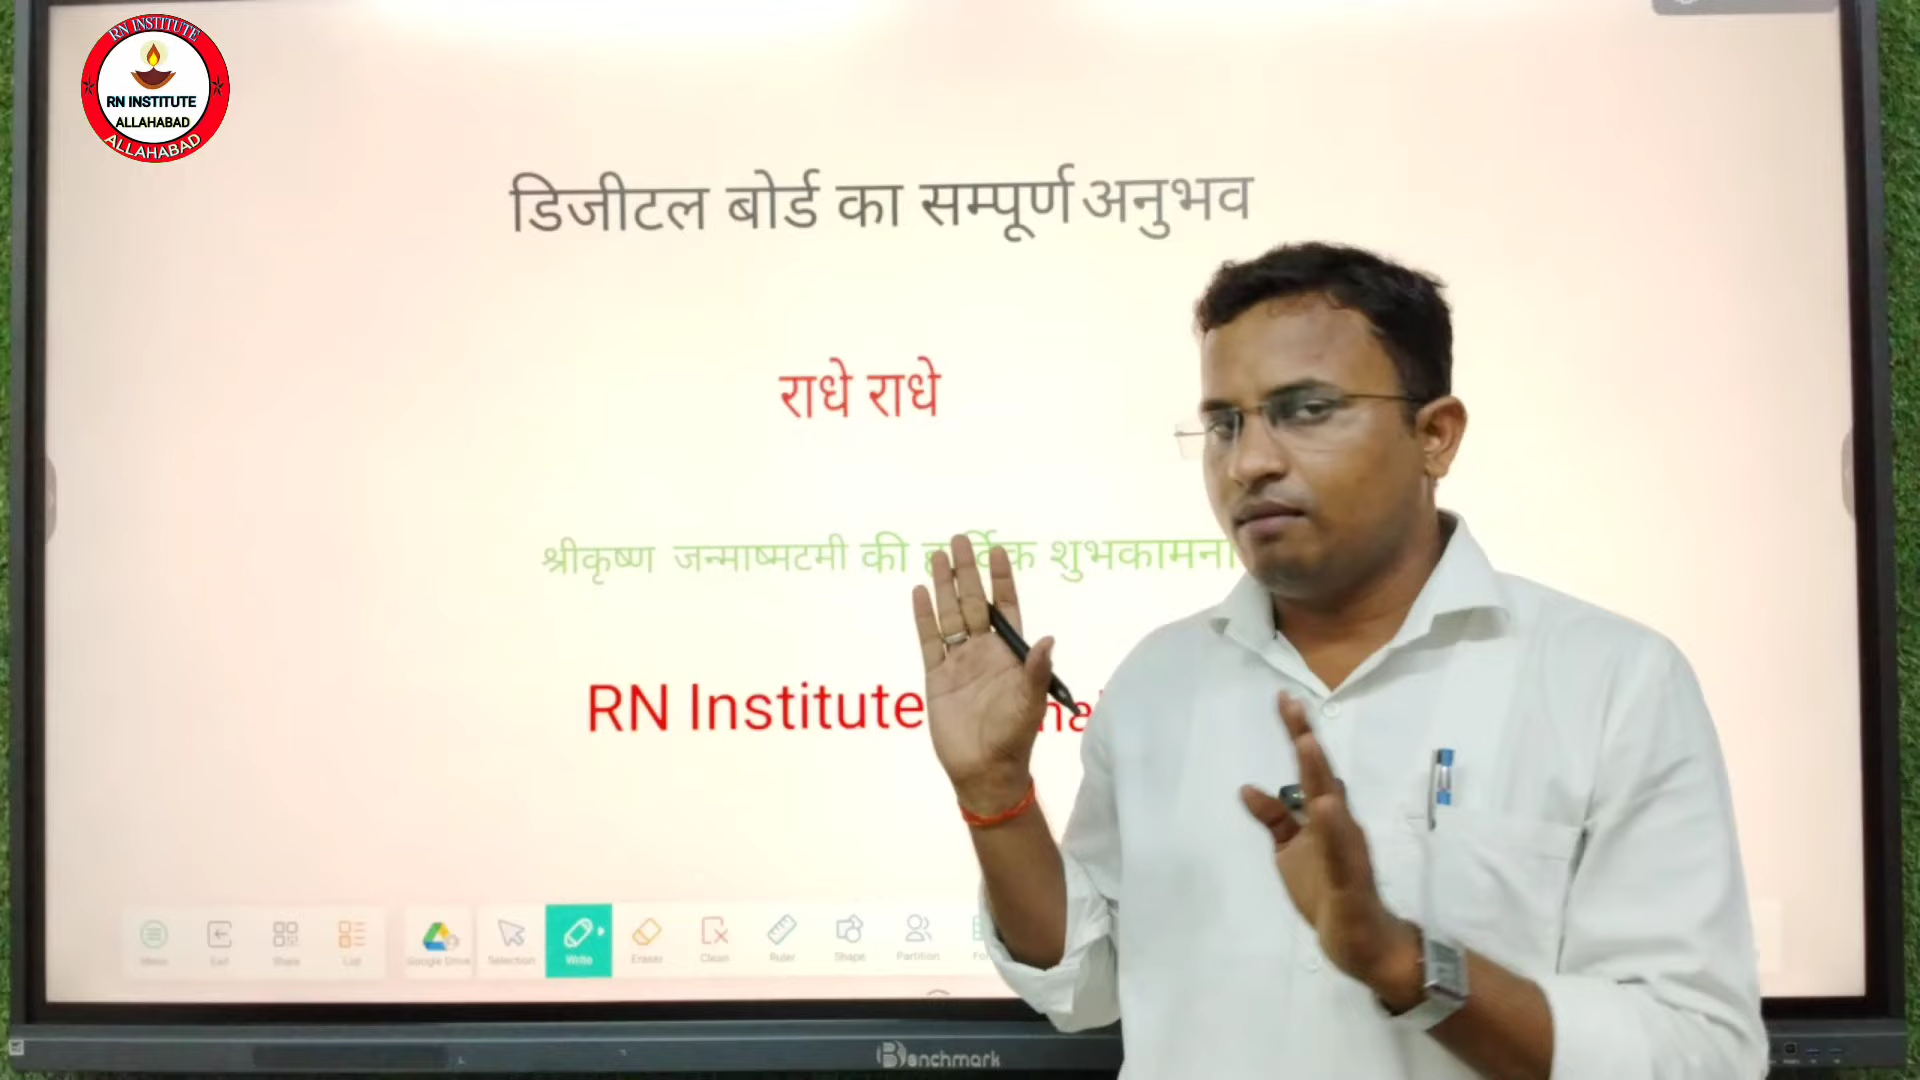 RN INSTITUTE
RN INSTITUTE
ALLAHABAD
ALLAHABAD
डिजीटल बोर्ड का सम्पूर्ण अनुभव
राधे राधे
श्रीकृष्ण जन्माष्मटमी की हार्दिक शुभकामना
RN Institute
Menu Exit Share List Google Drive Selection Write Eraser Clean Ruler Shape Partition
Benchmark